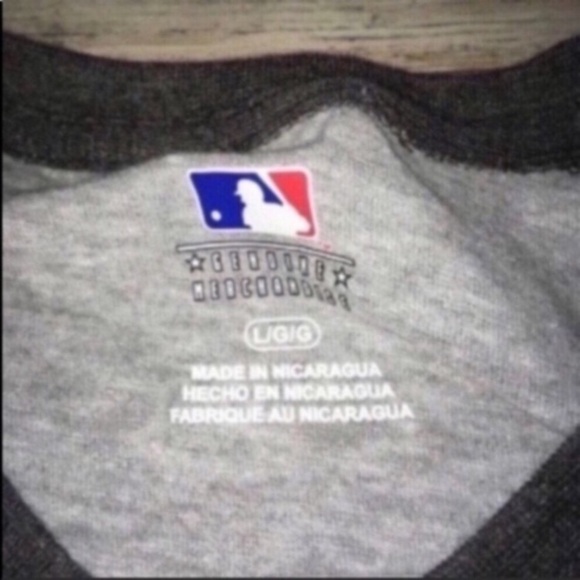 GENUINE
MERCHANDISE
L/G/G
MADE IN NICARAGUA
HECHO EN NICARAGUA
FABRIQUE AU NICARAGUA